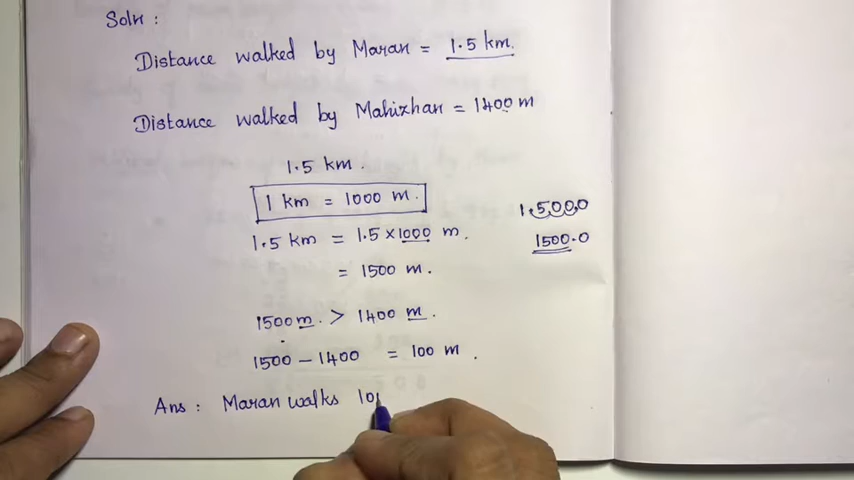 Soln :
Distance walked by Maran = 1.5 km.
Distance walked by Mahizhan = 1400 m
1.5 km.
1 km = 1000 m.
1.5000
1.5 km = 1.5 × 1000 m.
1500.0
= 1500 m.
1500 m. > 1400 m.
1500 – 1400 = 100 m.
Ans : Maran walks 10